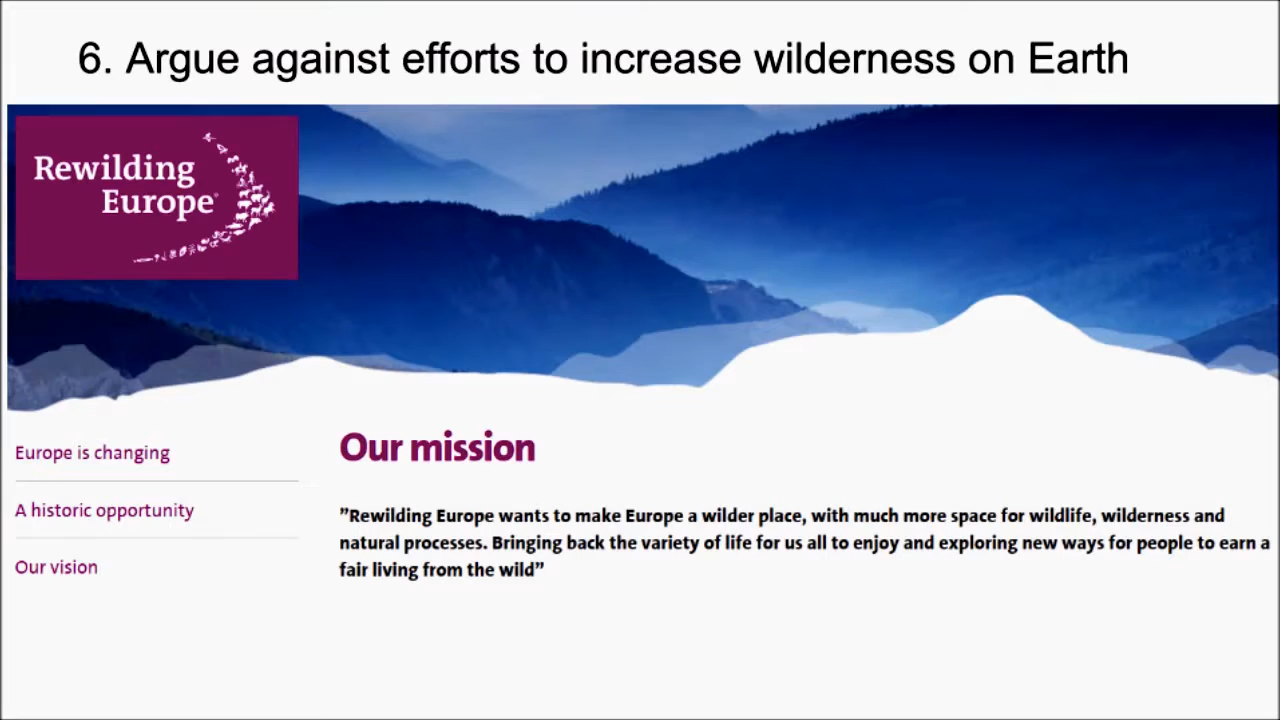 6. Argue against efforts to increase wilderness on Earth
Rewilding
Europe®
Europe is changing
A historic opportunity
Our vision
Our mission
”Rewilding Europe wants to make Europe a wilder place, with much more space for wildlife, wilderness and
natural processes. Bringing back the variety of life for us all to enjoy and exploring new ways for people to earn a
fair living from the wild”